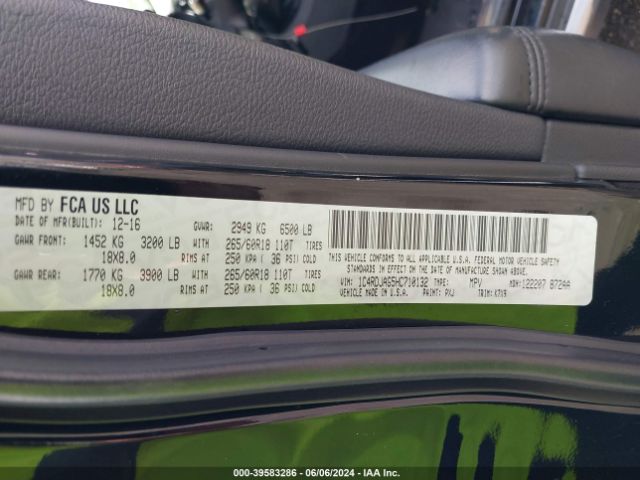 MFD BY FCA US LLC
DATE OF MFR(BUILT): 12-16 GVWR: 2949 KG 6500 LB
GAWR FRONT: 1452 KG 3200 LB WITH 265/60R18 110T TIRES
18X8.0 RIMS AT 250 KPA ( 36 PSI) COLD
GAWR REAR: 1770 KG 3900 LB WITH 265/60R18 110T TIRES
18X8.0 RIMS AT 250 KPA ( 36 PSI) COLD
THIS VEHICLE CONFORMS TO ALL APPLICABLE U.S.A. FEDERAL MOTOR VEHICLE SAFETY
STANDARDS IN EFFECT ON THE DATE OF MANUFACTURE SHOWN ABOVE.
VIN: 1C4RDJAG5HC710132 TYPE: MPV MDH: 122207 872AA
VEHICLE MADE IN U.S.A. PAINT: PXJ TRIM: K7X9
000-39583286 - 06/06/2024 - IAA Inc.